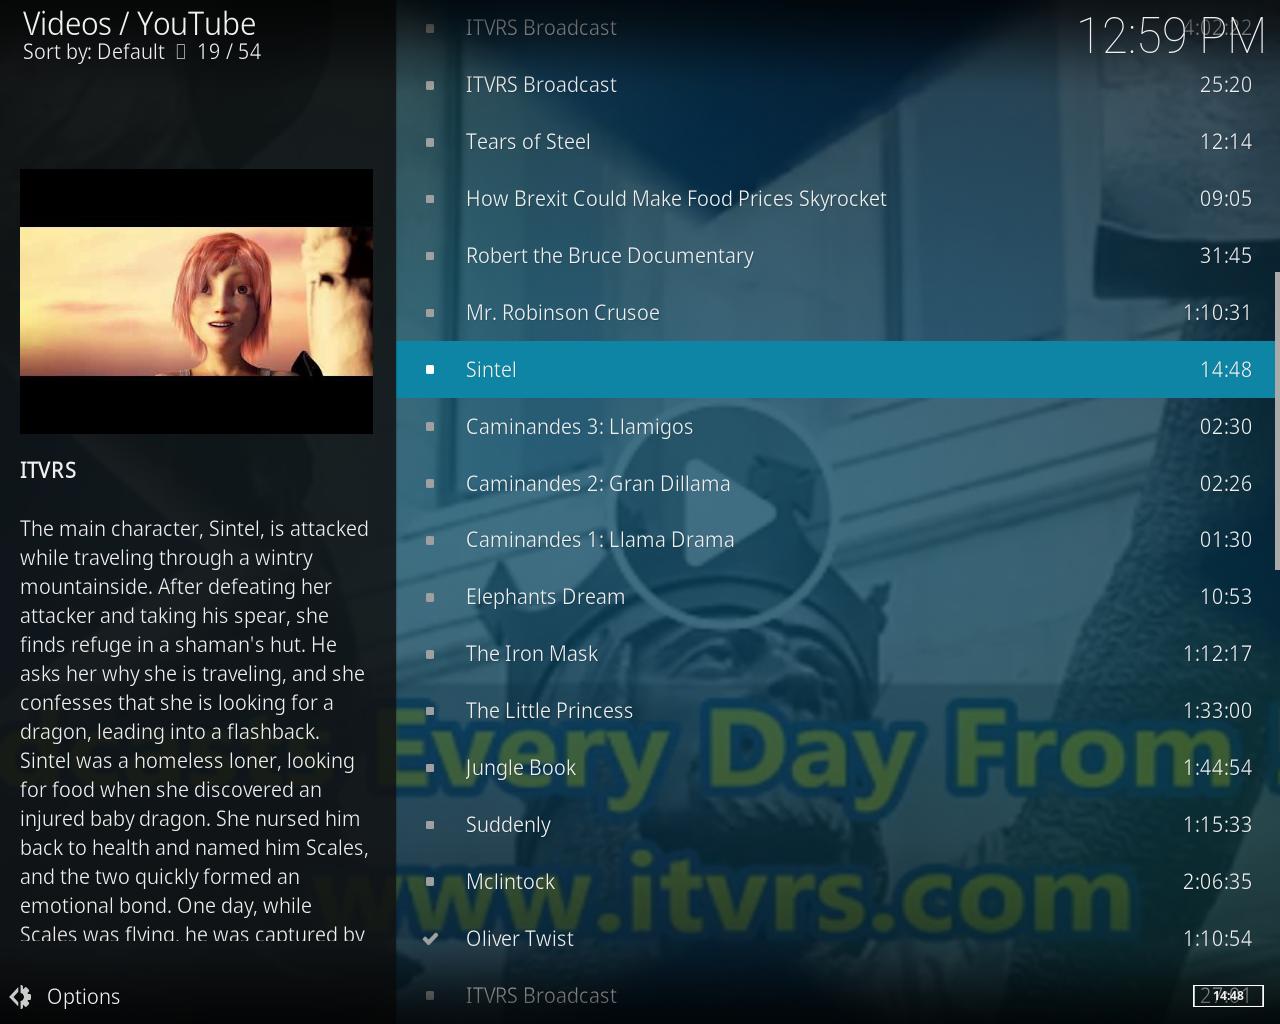 Videos / YouTube
Sort by: Default 19 / 54
12:59 PM
ITVRS Broadcast 4:02:22
ITVRS Broadcast 25:20
Tears of Steel 12:14
How Brexit Could Make Food Prices Skyrocket 09:05
Robert the Bruce Documentary 31:45
Mr. Robinson Crusoe 1:10:31
Sintel 14:48
Caminandes 3: Llamigos 02:30
Caminandes 2: Gran Dillama 02:26
Caminandes 1: Llama Drama 01:30
Elephants Dream 10:53
The Iron Mask 1:12:17
The Little Princess 1:33:00
Jungle Book 1:44:54
Suddenly 1:15:33
Mclintock 2:06:35
Oliver Twist 1:10:54
ITVRS Broadcast
14:48
ITVRS
The main character, Sintel, is attacked
while traveling through a wintry
mountainside. After defeating her
attacker and taking his spear, she
finds refuge in a shaman's hut. He
asks her why she is traveling, and she
confesses that she is looking for a
dragon, leading into a flashback.
Sintel was a homeless loner, looking
for food when she discovered an
injured baby dragon. She nursed him
back to health and named him Scales,
and the two quickly formed an
emotional bond. One day, while
Scales was flying, he was captured by
Every Day From
www.itvrs.com
Options